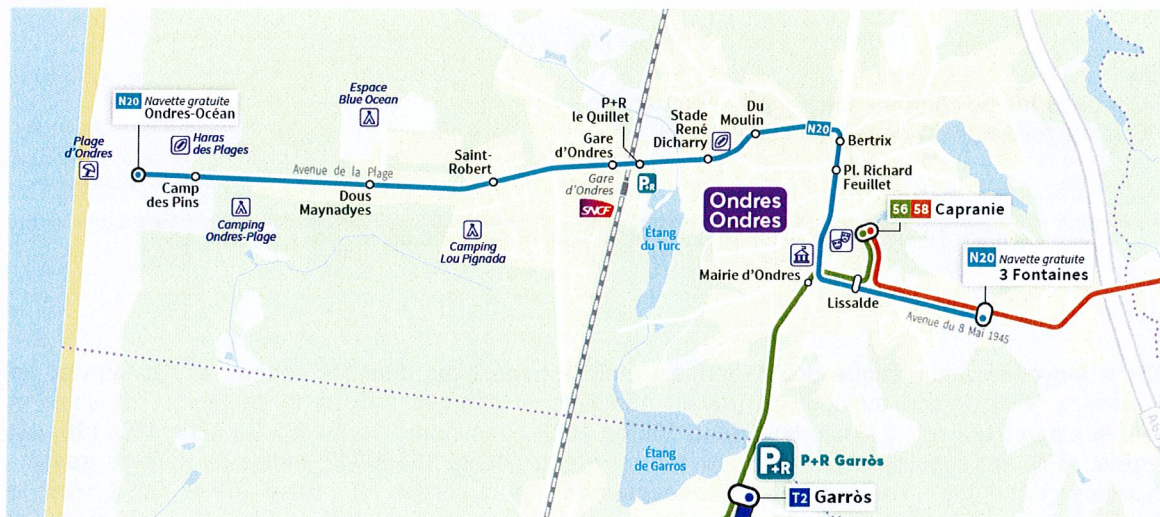 N20 Navette gratuite
Ondres-Océan
Plage
d'Ondres
Haras
des Plages
Camp
des Pins
Camping
Ondres-Plage
Avenue de la Plage
Espace
Blue Ocean
Dous
Maynadyes
Saint-
Robert
Camping
Lou Pignada
Gare
d'Ondres
Gare
d'Ondres
SNCF
P+R
le Quillet
P+R
Étang
du Turc
Stade
René
Dicharry
Du
Moulin
N20
Bertrix
Pl. Richard
Feuillet
Ondres
Ondres
56 58 Capranie
N20 Navette gratuite
3 Fontaines
Mairie d'Ondres
Lissalde
Avenue du 8 Mai 1945
Étang
de Garros
P+R P+R Garròs
T2 Garròs
A63